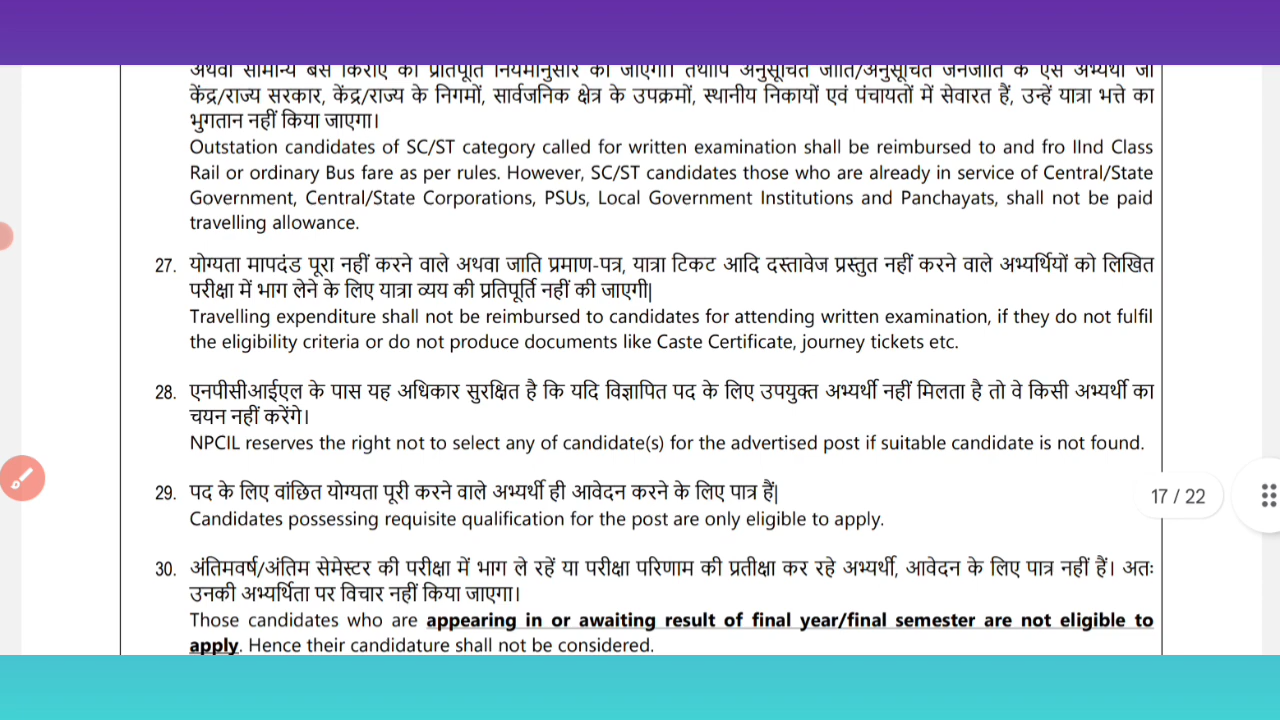 अथवा सामान्य बस किराए की प्रतिपूर्ति नियमानुसार की जाएगी। तथापि अनुसूचित जाति/अनुसूचित जनजाति के ऐसे अभ्यर्थी जो
केंद्र/राज्य सरकार, केंद्र/राज्य के निगमों, सार्वजनिक क्षेत्र के उपक्रमों, स्थानीय निकायों एवं पंचायतों में सेवारत हैं, उन्हें यात्रा भत्ते का
भुगतान नहीं किया जाएगा।
Outstation candidates of SC/ST category called for written examination shall be reimbursed to and fro IInd Class
Rail or ordinary Bus fare as per rules. However, SC/ST candidates those who are already in service of Central/State
Government, Central/State Corporations, PSUs, Local Government Institutions and Panchayats, shall not be paid
travelling allowance.
27. योग्यता मापदंड पूरा नहीं करने वाले अथवा जाति प्रमाण-पत्र, यात्रा टिकट आदि दस्तावेज प्रस्तुत नहीं करने वाले अभ्यर्थियों को लिखित
परीक्षा में भाग लेने के लिए यात्रा व्यय की प्रतिपूर्ति नहीं की जाएगी|
Travelling expenditure shall not be reimbursed to candidates for attending written examination, if they do not fulfil
the eligibility criteria or do not produce documents like Caste Certificate, journey tickets etc.
28. एनपीसीआईएल के पास यह अधिकार सुरक्षित है कि यदि विज्ञापित पद के लिए उपयुक्त अभ्यर्थी नहीं मिलता है तो वे किसी अभ्यर्थी का
चयन नहीं करेंगे।
NPCIL reserves the right not to select any of candidate(s) for the advertised post if suitable candidate is not found.
29. पद के लिए वांछित योग्यता पूरी करने वाले अभ्यर्थी ही आवेदन करने के लिए पात्र हैं|
17 / 22
Candidates possessing requisite qualification for the post are only eligible to apply.
30. अंतिमवर्ष/अंतिम सेमेस्टर की परीक्षा में भाग ले रहें या परीक्षा परिणाम की प्रतीक्षा कर रहे अभ्यर्थी, आवेदन के लिए पात्र नहीं हैं। अतः
उनकी अभ्यर्थिता पर विचार नहीं किया जाएगा।
Those candidates who are appearing in or awaiting result of final year/final semester are not eligible to
apply. Hence their candidature shall not be considered.